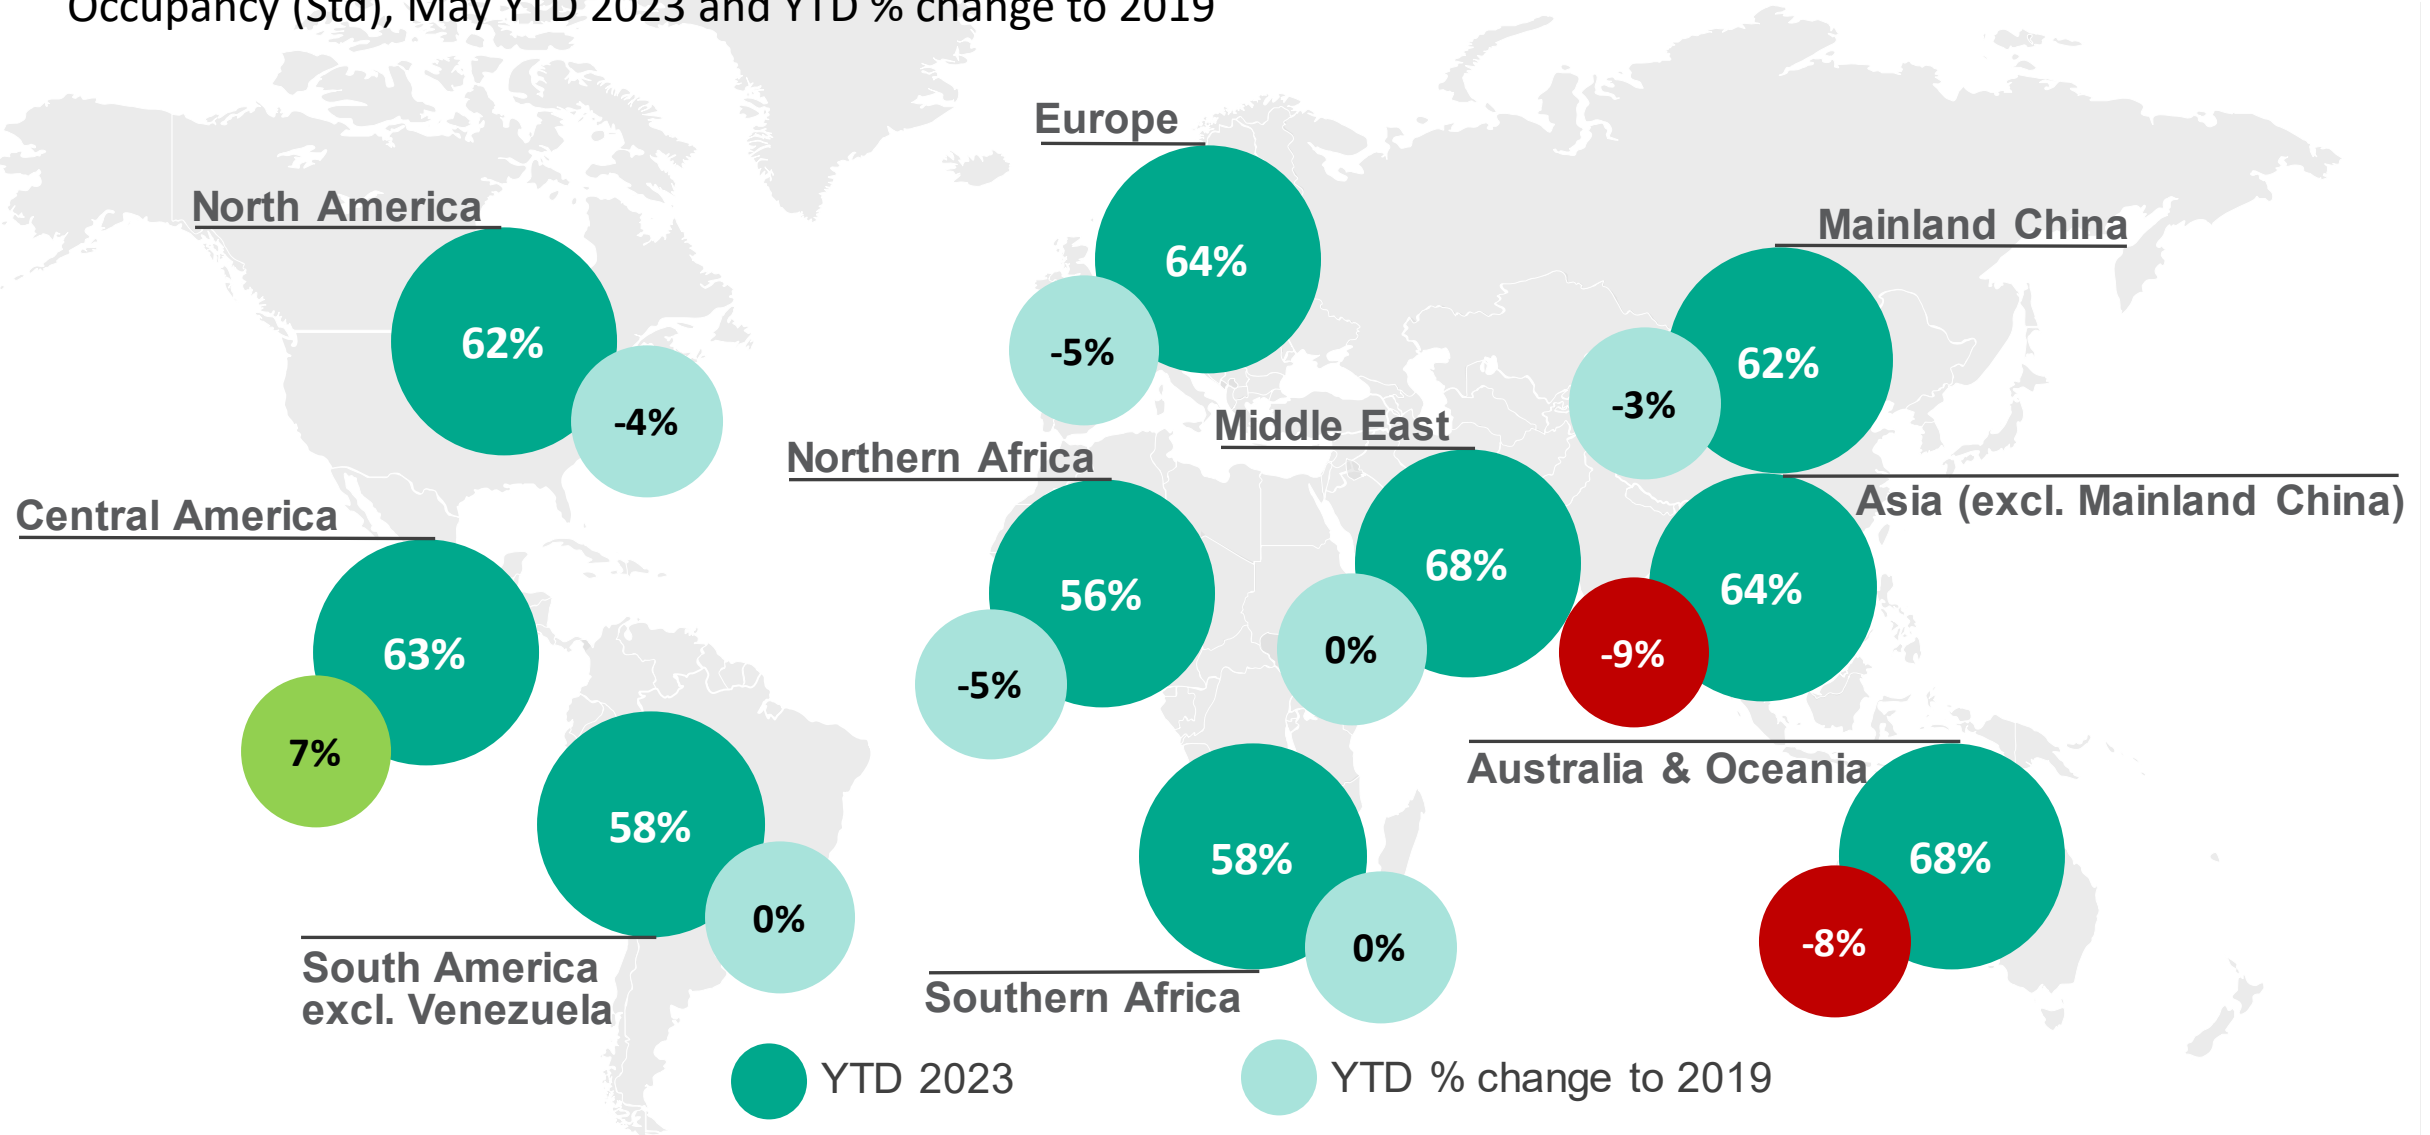 Occupancy (Std), May YTD 2023 and YTD % change to 2019
Europe
64%
-5%
North America
62%
-4%
Mainland China
62%
-3%
Middle East
68%
0%
Northern Africa
56%
-5%
Asia (excl. Mainland China)
64%
-9%
Central America
63%
7%
Australia & Oceania
68%
-8%
58%
0%
South America
excl. Venezuela
58%
0%
Southern Africa
YTD 2023
YTD % change to 2019